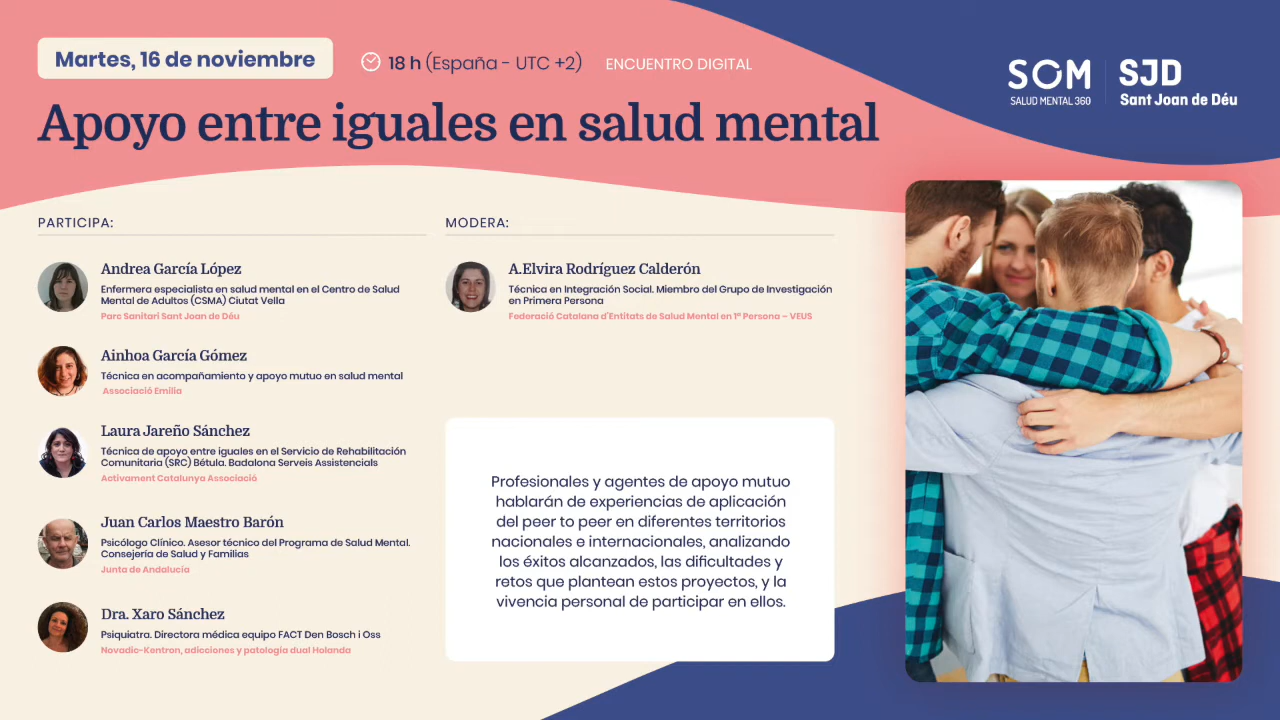 Martes, 16 de noviembre
18 h (España - UTC +2)
ENCUENTRO DIGITAL
SOM
SALUD MENTAL 360
SJD
Sant Joan de Déu
Apoyo entre iguales en salud mental
PARTICIPA:
Andrea García López
Enfermera especialista en salud mental en el Centro de Salud
Mental de Adultos (CSMA) Ciutat Vella
Parc Sanitari Sant Joan de Déu
Ainhoa García Gómez
Técnica en acompañamiento y apoyo mutuo en salud mental
Associació Emilia
Laura Jareño Sánchez
Técnica de apoyo entre iguales en el Servicio de Rehabilitación
Comunitaria (SRC) Bétula. Badalona Serveis Assistencials
Activament Catalunya Associació
Juan Carlos Maestro Barón
Psicólogo Clínico. Asesor técnico del Programa de Salud Mental.
Consejería de Salud y Familias
Junta de Andalucía
Dra. Xaro Sánchez
Psiquiatra. Directora médica equipo FACT Den Bosch i Oss
Novadic-Kentron, adicciones y patología dual Holanda
MODERA:
A.Elvira Rodríguez Calderón
Técnica en Integración Social. Miembro del Grupo de Investigación
en Primera Persona
Federació Catalana d'Entitats de Salud Mental en 1ª Persona – VEUS
Profesionales y agentes de apoyo mutuo
hablarán de experiencias de aplicación
del peer to peer en diferentes territorios
nacionales e internacionales, analizando
los éxitos alcanzados, las dificultades y
retos que plantean estos proyectos, y la
vivencia personal de participar en ellos.